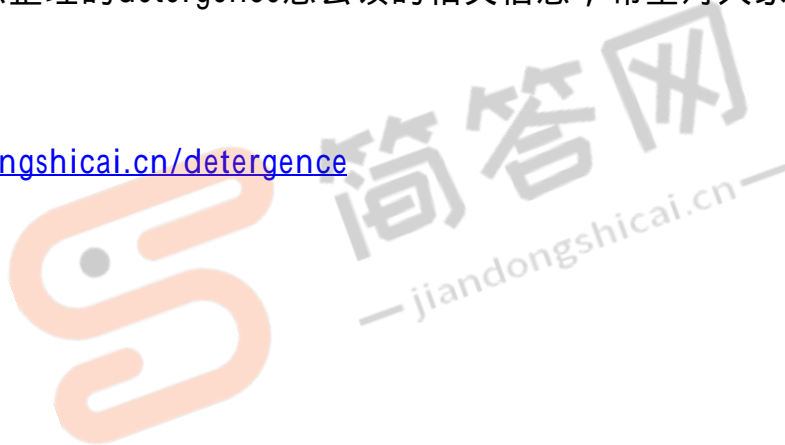 整理的detergence怎么读的相关信息，希望对大家
ngshicai.cn/detergence
简答网
jiandongshicai.cn